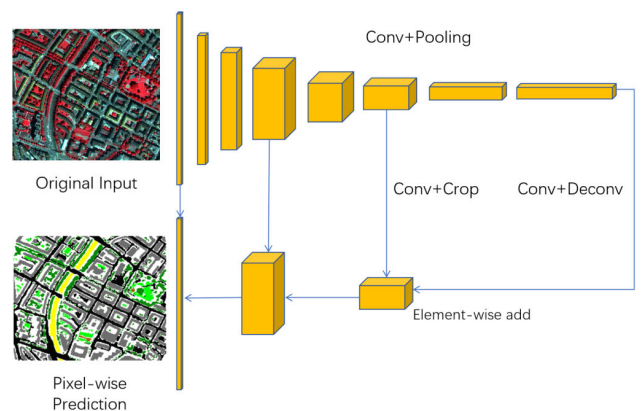 Conv+Pooling
Original Input
Conv+Crop
Conv+Deconv
Element-wise add
Pixel-wise
Prediction